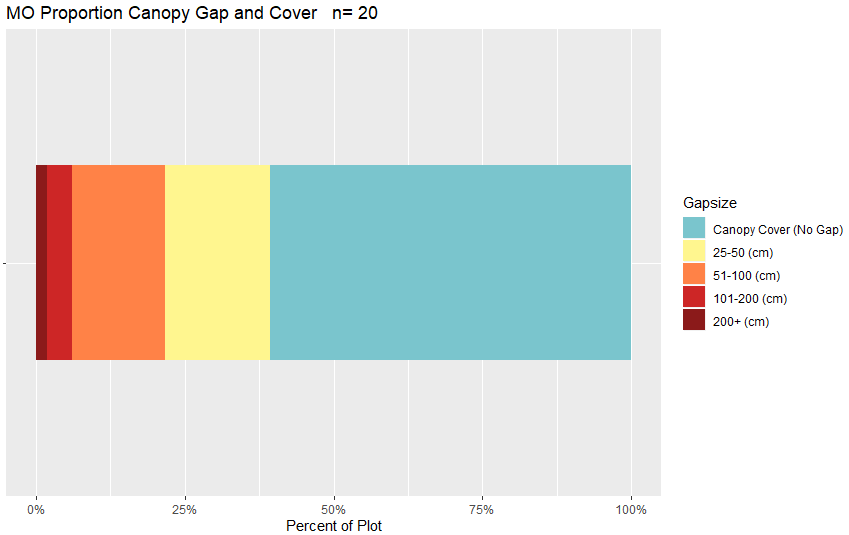 MO Proportion Canopy Gap and Cover   n= 20
Gapsize
Canopy Cover (No Gap)
25-50 (cm)
51-100 (cm)
101-200 (cm)
200+ (cm)
0%
25%
50%
75%
100%
Percent of Plot